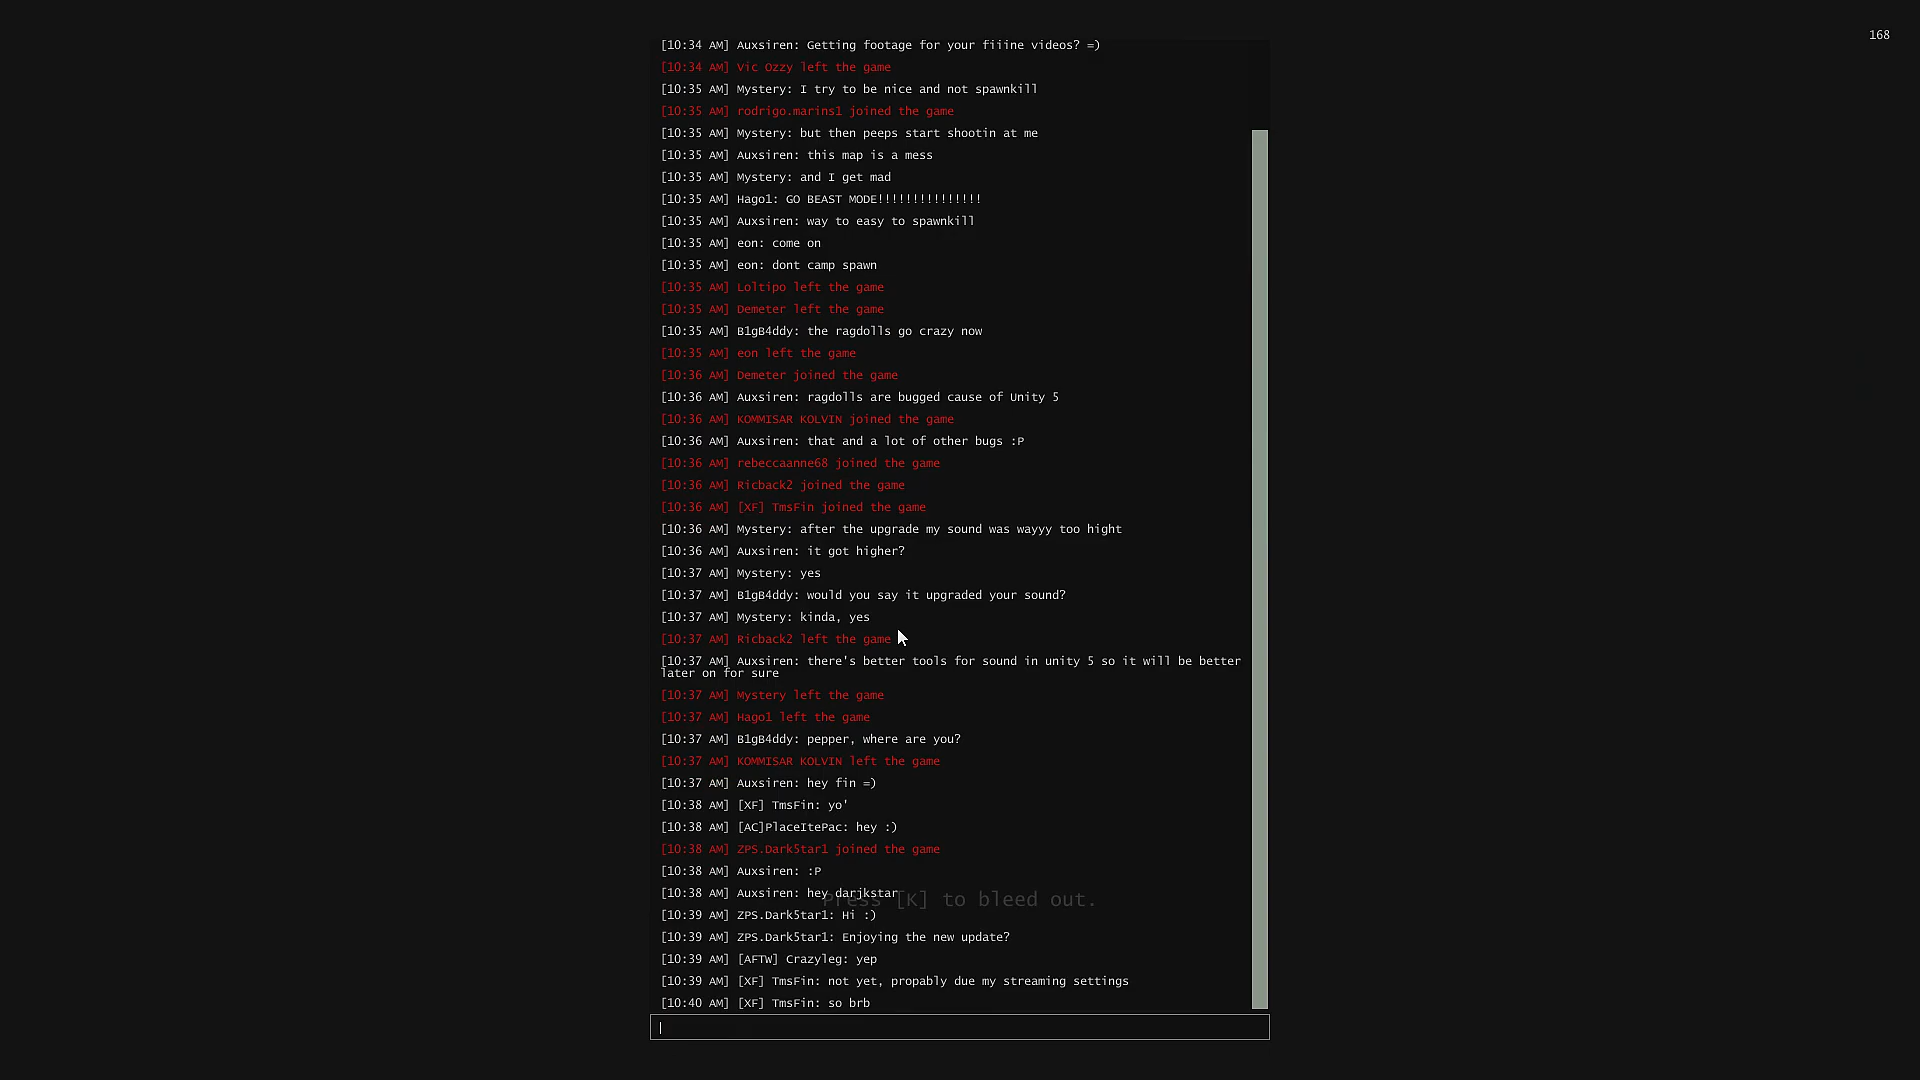 168
[10:34 AM] Auxsiren: Getting footage for your fiiine videos? =)
[10:34 AM] Vic Ozzy left the game
[10:35 AM] Mystery: I try to be nice and not spawnkill
[10:35 AM] rodrigo.marins1 joined the game
[10:35 AM] Mystery: but then peeps start shootin at me
[10:35 AM] Auxsiren: this map is a mess
[10:35 AM] Mystery: and I get mad
[10:35 AM] Hago1: GO BEAST MODE!!!!!!!!!!!!!!!
[10:35 AM] Auxsiren: way to easy to spawnkill
[10:35 AM] eon: come on
[10:35 AM] eon: dont camp spawn
[10:35 AM] Loltipo left the game
[10:35 AM] Demeter left the game
[10:35 AM] B1gB4ddy: the ragdolls go crazy now
[10:35 AM] eon left the game
[10:36 AM] Demeter joined the game
[10:36 AM] Auxsiren: ragdolls are bugged cause of Unity 5
[10:36 AM] KOMMISAR KOLVIN joined the game
[10:36 AM] Auxsiren: that and a lot of other bugs :P
[10:36 AM] rebeccaanne68 joined the game
[10:36 AM] Ricback2 joined the game
[10:36 AM] [XF] TmsFin joined the game
[10:36 AM] Mystery: after the upgrade my sound was wayyy too hight
[10:36 AM] Auxsiren: it got higher?
[10:37 AM] Mystery: yes
[10:37 AM] B1gB4ddy: would you say it upgraded your sound?
[10:37 AM] Mystery: kinda, yes
[10:37 AM] Ricback2 left the game
[10:37 AM] Auxsiren: there's better tools for sound in unity 5 so it will be better
later on for sure
[10:37 AM] Mystery left the game
[10:37 AM] Hago1 left the game
[10:37 AM] B1gB4ddy: pepper, where are you?
[10:37 AM] KOMMISAR KOLVIN left the game
[10:37 AM] Auxsiren: hey fin =)
[10:38 AM] [XF] TmsFin: yo'
[10:38 AM] [AC]PlaceItePac: hey :)
[10:38 AM] ZPS.Dark5tar1 joined the game
[10:38 AM] Auxsiren: :P
[10:38 AM] Auxsiren: hey darjkstar
Press [K] to bleed out.
[10:39 AM] ZPS.Dark5tar1: Hi :)
[10:39 AM] ZPS.Dark5tar1: Enjoying the new update?
[10:39 AM] [AFTW] Crazyleg: yep
[10:39 AM] [XF] TmsFin: not yet, propably due my streaming settings
[10:40 AM] [XF] TmsFin: so brb